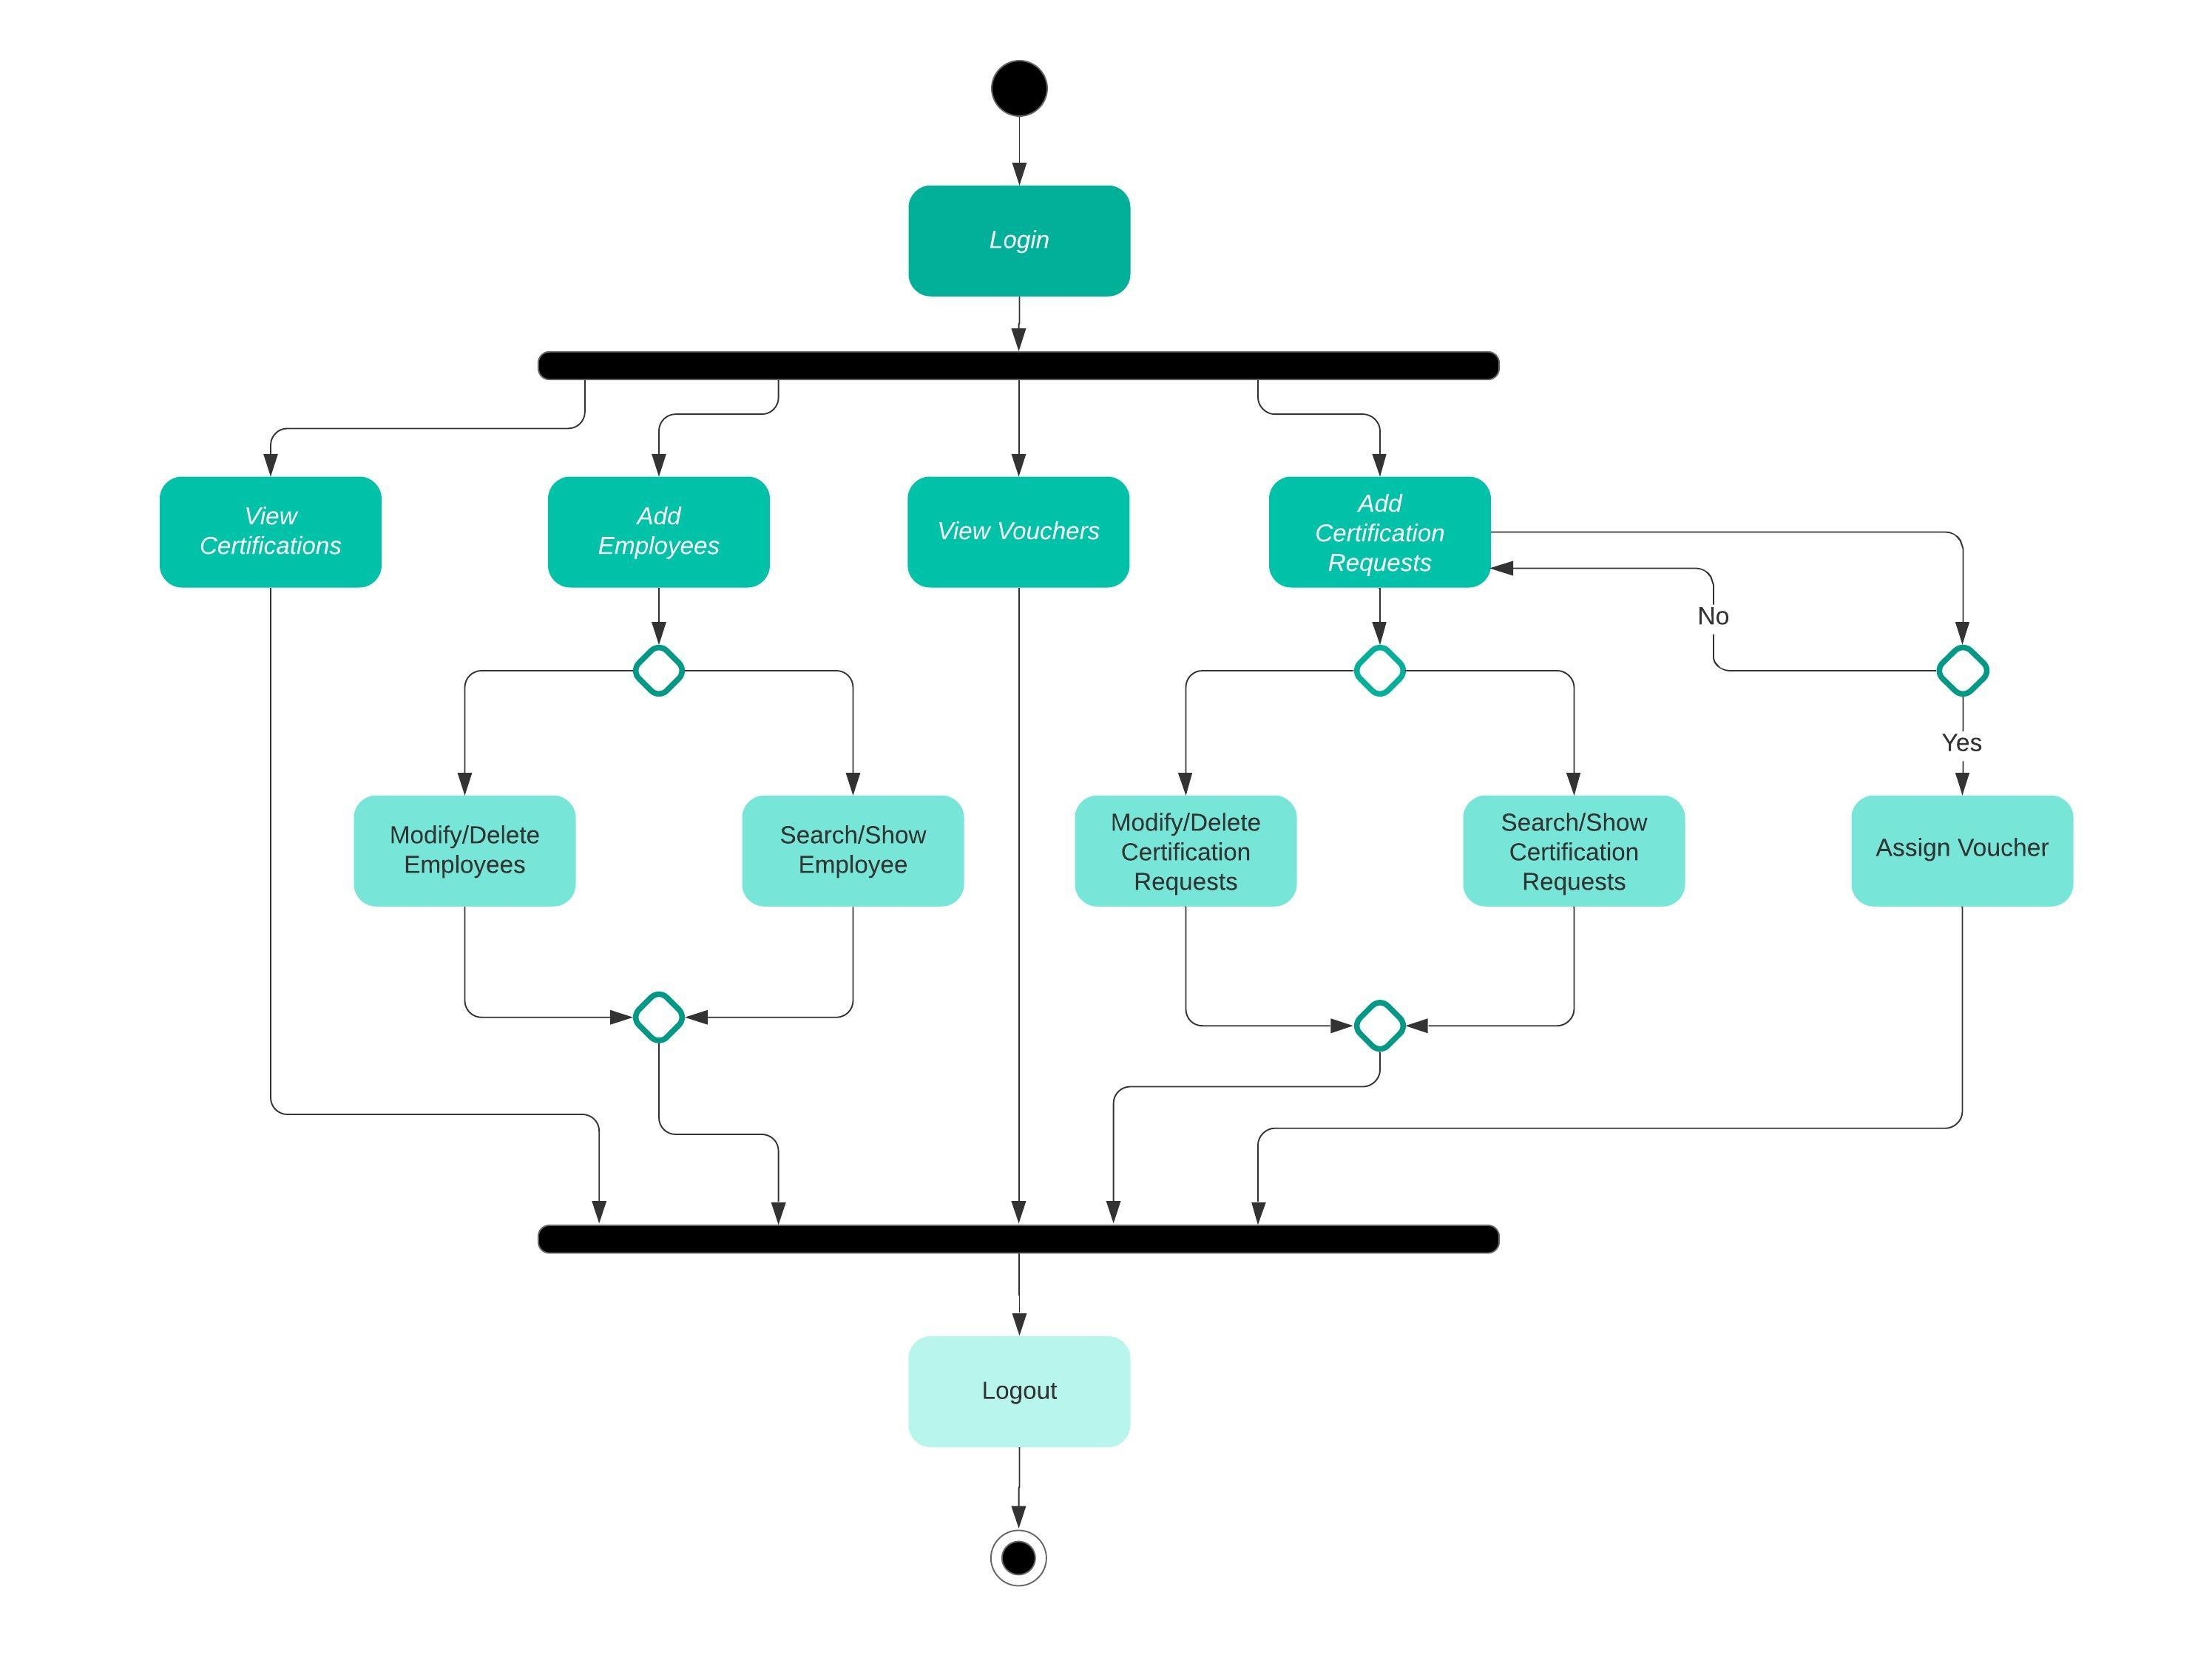 Login
View
Certifications
Add
Employees
View Vouchers
Add
Certification
Requests
No
Yes
Modify/Delete
Employees
Search/Show
Employee
Modify/Delete
Certification
Requests
Search/Show
Certification
Requests
Assign Voucher
Logout